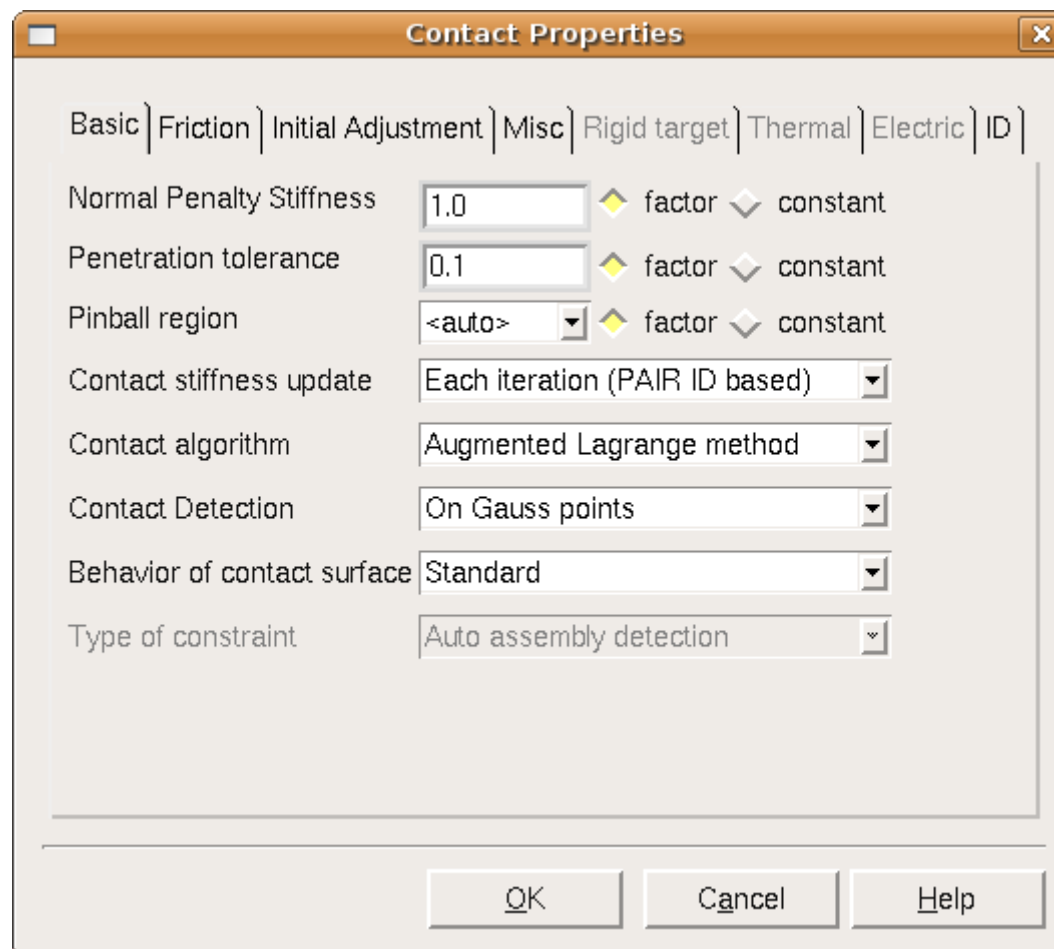 Contact Properties
Basic Friction Initial Adjustment Misc Rigid target Thermal Electric ID
Normal Penalty Stiffness 1.0 factor constant
Penetration tolerance 0.1 factor constant
Pinball region <auto> factor constant
Contact stiffness update Each iteration (PAIR ID based)
Contact algorithm Augmented Lagrange method
Contact Detection On Gauss points
Behavior of contact surface Standard
Type of constraint Auto assembly detection
OK Cancel Help